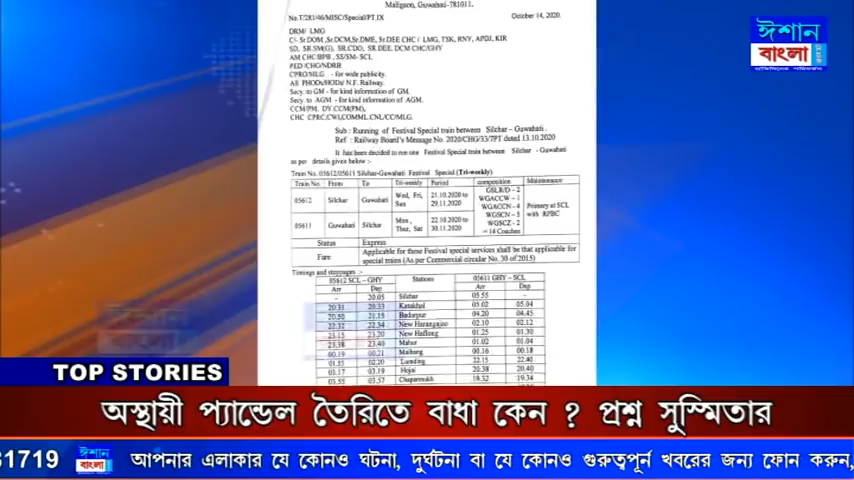 Maligaon, Guwahati-781011.
No.T/281/46/MISC/Special/PT.IX October 14, 2020.
DRM/ LMG
C/- Sr.DOM, Sr.DME, Sr.DEE CHC / LMG, TSK, RNY, APDJ, KIR
SD, SR.SM(G), SR.CDO, SR.DEE, DCM CHC/GHY
AM CHC/BPB, SS/SM- SCL
PED/CHG/NDRB
CPRO/MLG - for wide publicity.
All PHODs/HODs/ N.F. Railway.
Secy. to GM - for kind information of GM.
Secy. to AGM - for kind information of AGM.
CCM/PM, DY.CCM(PM),
CHC CPRC, CWLCOMML CNL/CC/MLG.
Sub : Running of Festival Special train between Silchar – Guwahati.
Ref : Railway Board's Message No. 2020/CHG/33/7PT dated 13.10.2020
It has been decided to run one Festival Special train between Silchar - Guwahati
as per details given below :-
Train No. 05612/05611 Silchar-Guwahati Festival Special (Tri-weekly)
Train No. From To Tri-weekly Period composition Maintenance
05612 Silchar Guwahati Wed, Fri, Sun 21.10.2020 to 29.11.2020 GSLR/D – 2 WGACCW – 1 WGACCN – 4 WGSCN – 5 WGSCZ – 2 = 14 Coaches Primary at SCL with RPBC
05611 Guwahati Silchar Mon, Thur, Sat 22.10.2020 to 30.11.2020
Status Express
Fare Applicable for these Festival special services shall be that applicable for
special trains (As per Commercial circular No. 30 of 2015)
Timings and stoppages :-
05612 SCL – GHY Stations 05611 GHY – SCL
Arr Dep Arr Dep
- 20.05 Silchar 05.55 -
20.31 20.33 Katakhal 05.02 05.04
20.50 21.15 Badarpur 04.20 04.45
22.32 22.34 New Harangajao 02.10 02.12
23.15 23.20 New Haflong 01.25 01.30
23.38 23.40 Mahur 01.02 01.04
00.19 00.21 Maibang 00.16 00.18
01.55 02.20 Lumding 22.15 22.40
03.17 03.19 Hojai 20.38 20.40
03.55 03.57 Chaparmukh 19.32 19.34
ঈশান
বাংলা
TOP STORIES
অস্থায়ী প্যান্ডেল তৈরিতে বাধা কেন ? প্রশ্ন সুস্মিতার
31719 ঈশান বাংলা আপনার এলাকার যে কোনও ঘটনা, দুর্ঘটনা বা যে কোনও গুরুত্বপূর্ন খবরের জন্য ফোন করুন,